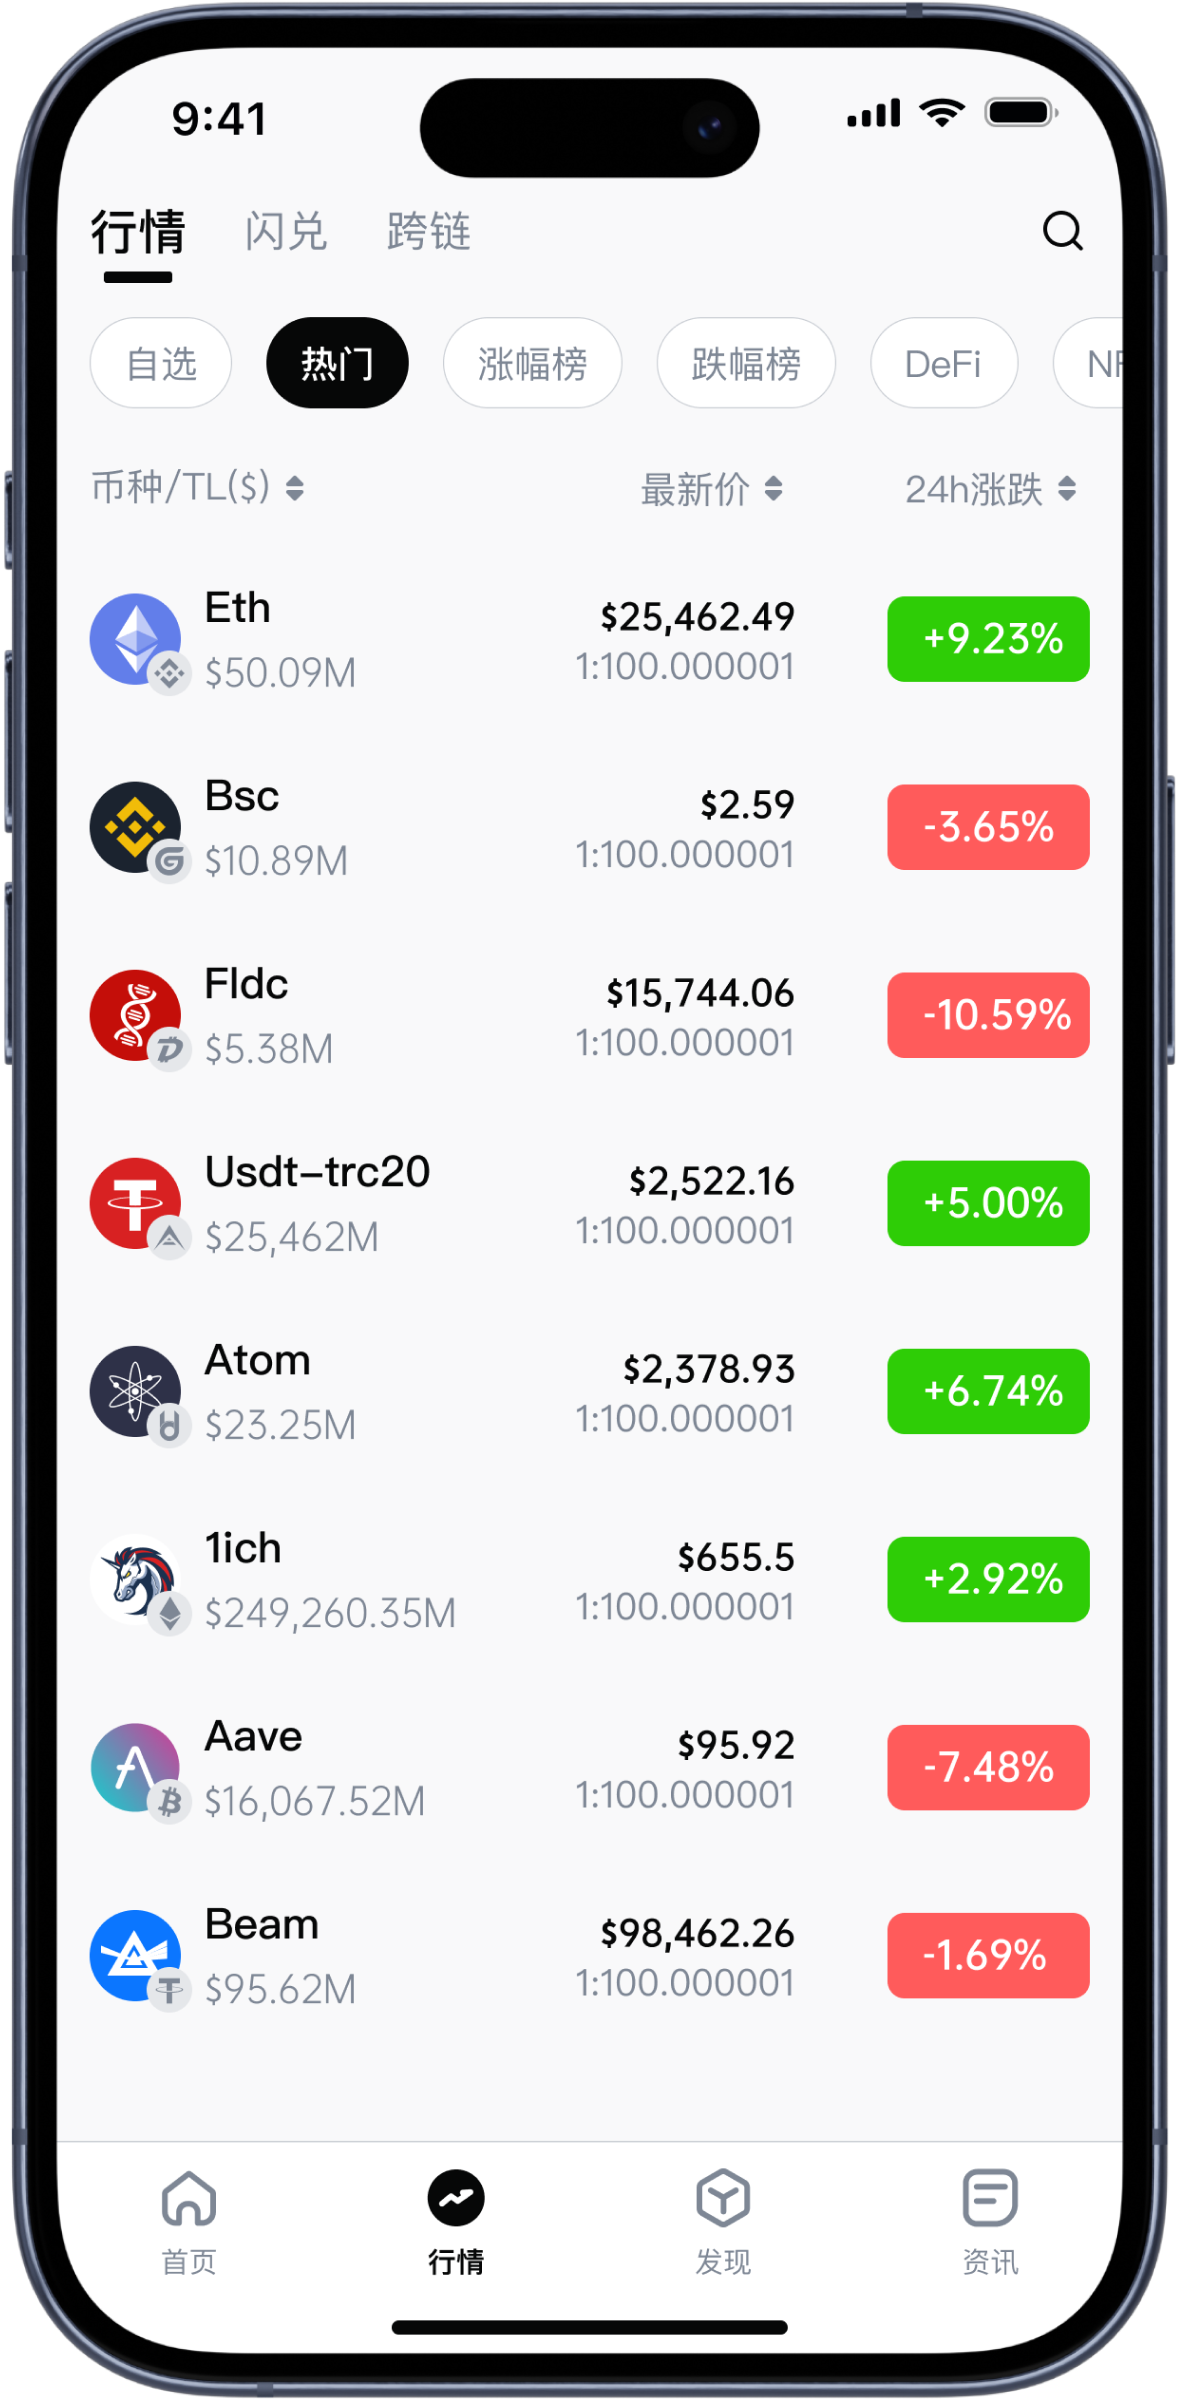 9:41
行情 闪兑 跨链
自选 热门 涨幅榜 跌幅榜 DeFi
币种/TL($) 最新价 24h涨跌
Eth $25,462.49 +9.23%
$50.09M 1:100.000001
Bsc $2.59 -3.65%
$10.89M 1:100.000001
Fldc $15,744.06 -10.59%
$5.38M 1:100.000001
Usdt-trc20 $2,522.16 +5.00%
$25,462M 1:100.000001
Atom $2,378.93 +6.74%
$23.25M 1:100.000001
1ich $655.5 +2.92%
$249,260.35M 1:100.000001
Aave $95.92 -7.48%
$16,067.52M 1:100.000001
Beam $98,462.26 -1.69%
$95.62M 1:100.000001
首页 行情 发现 资讯